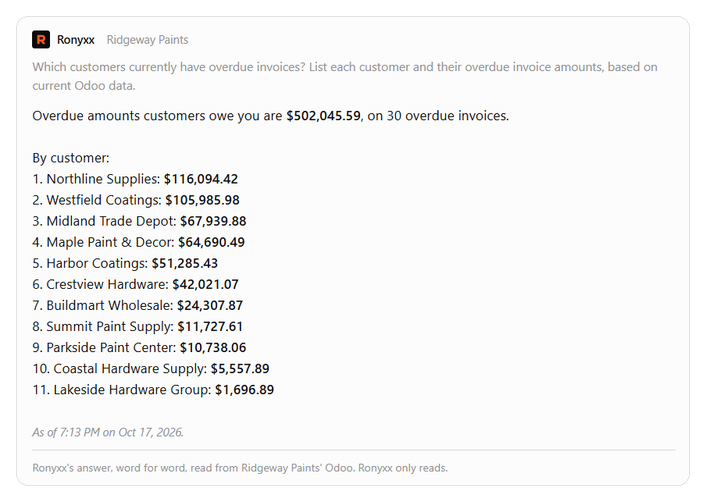 R Ronyxx Ridgeway Paints
Which customers currently have overdue invoices? List each customer and their overdue invoice amounts, based on
current Odoo data.
Overdue amounts customers owe you are $502,045.59, on 30 overdue invoices.
By customer:
1. Northline Supplies: $116,094.42
2. Westfield Coatings: $105,985.98
3. Midland Trade Depot: $67,939.88
4. Maple Paint & Decor: $64,690.49
5. Harbor Coatings: $51,285.43
6. Crestview Hardware: $42,021.07
7. Buildmart Wholesale: $24,307.87
8. Summit Paint Supply: $11,727.61
9. Parkside Paint Center: $10,738.06
10. Coastal Hardware Supply: $5,557.89
11. Lakeside Hardware Group: $1,696.89
As of 7:13 PM on Oct 17, 2026.
Ronyxx's answer, word for word, read from Ridgeway Paints' Odoo. Ronyxx only reads.